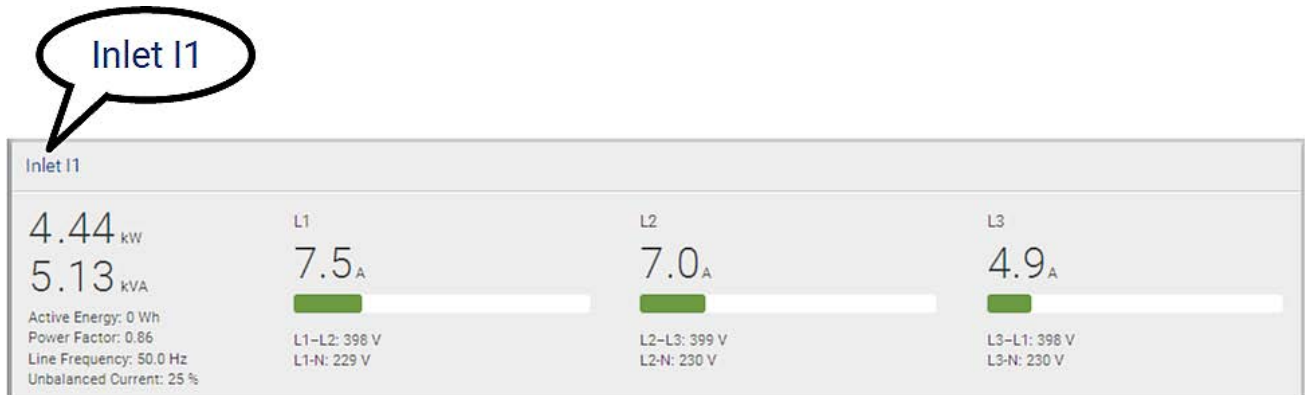 Inlet I1
Inlet I1
4.44 kW
5.13 kVA
Active Energy: 0 Wh
Power Factor: 0.86
Line Frequency: 50.0 Hz
Unbalanced Current: 25 %
L1
7.5 A
L1–L2: 398 V
L1-N: 229 V
L2
7.0 A
L2–L3: 399 V
L2-N: 230 V
L3
4.9 A
L3–L1: 398 V
L3-N: 230 V